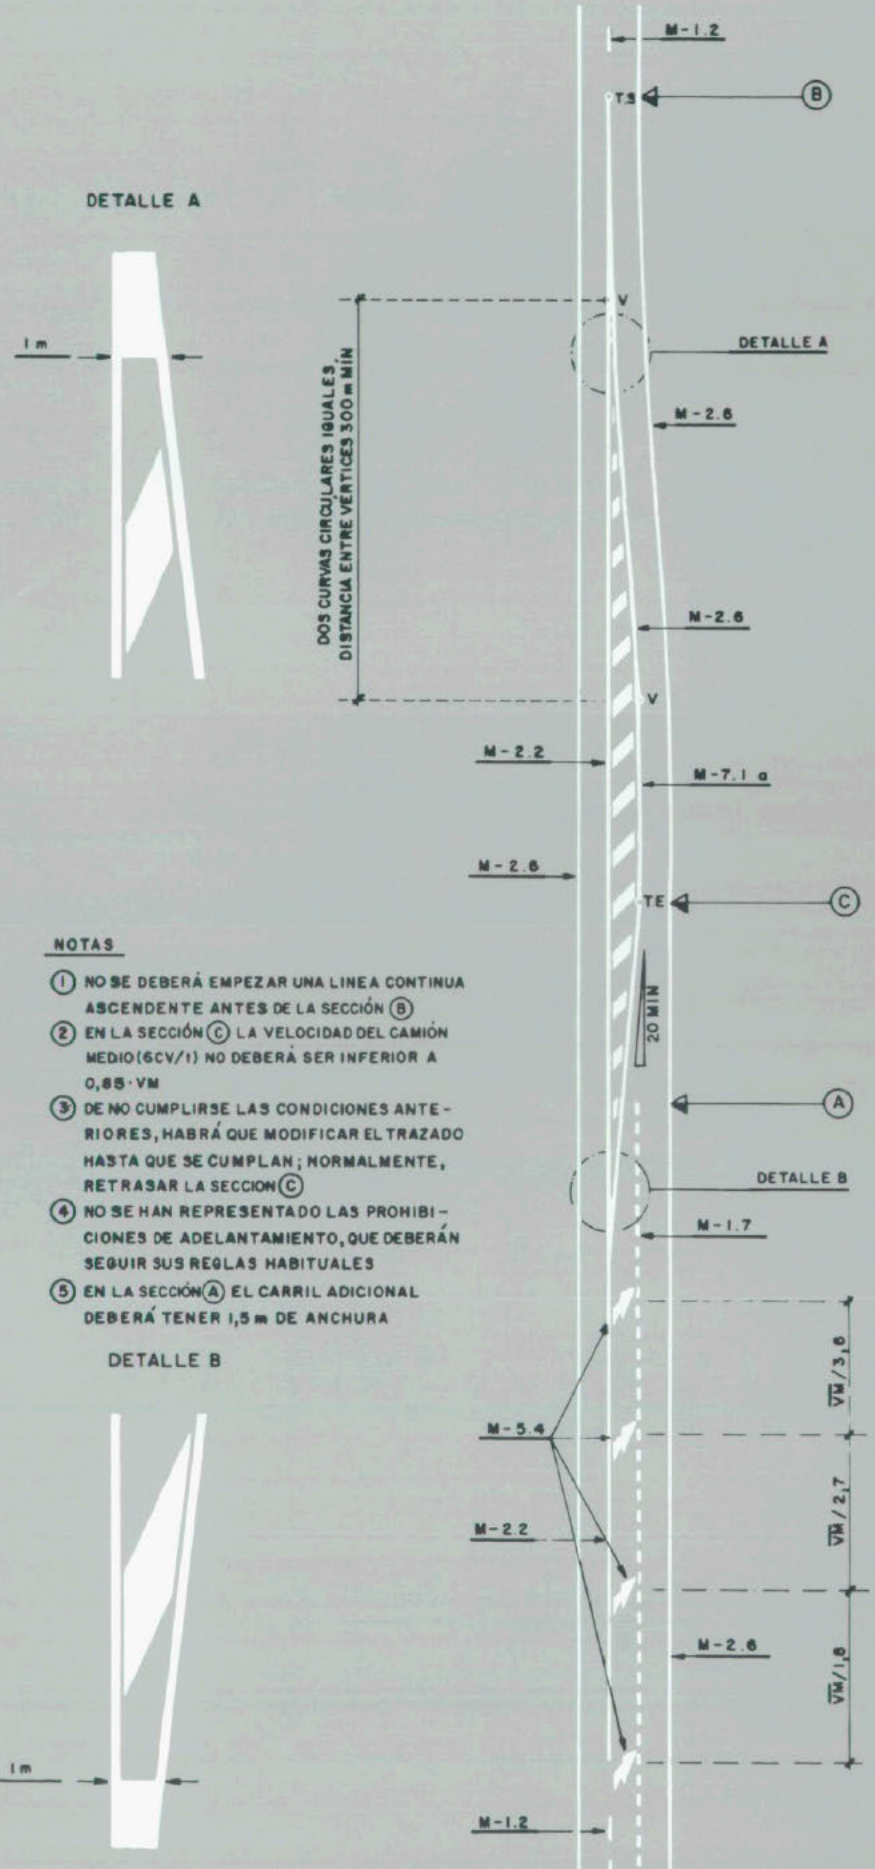 M-1.2
T.S
B
DETALLE A
V
1 m
DETALLE A
DOS CURVAS CIRCULARES IGUALES,
DISTANCIA ENTRE VÉRTICES 300 m MIN
M-2.6
M-2.6
V
M-2.2
M-7.1 a
M-2.6
T.E
C
NOTAS
1 NO SE DEBERÁ EMPEZAR UNA LINEA CONTINUA
ASCENDENTE ANTES DE LA SECCIÓN B
2 EN LA SECCIÓN C LA VELOCIDAD DEL CAMIÓN
MEDIO (6CV/t) NO DEBERÁ SER INFERIOR A
0,85·VM
3 DE NO CUMPLIRSE LAS CONDICIONES ANTE-
RIORES, HABRÁ QUE MODIFICAR EL TRAZADO
HASTA QUE SE CUMPLAN; NORMALMENTE,
RETRASAR LA SECCION C
4 NO SE HAN REPRESENTADO LAS PROHIBI-
CIONES DE ADELANTAMIENTO, QUE DEBERÁN
SEGUIR SUS REGLAS HABITUALES
5 EN LA SECCIÓN A EL CARRIL ADICIONAL
DEBERÁ TENER 1,5 m DE ANCHURA
20 MIN
A
DETALLE B
M-1.7
DETALLE B
VM/3,6
M-5.4
VM/2,7
M-2.2
M-2.6
VM/1,8
1 m
M-1.2